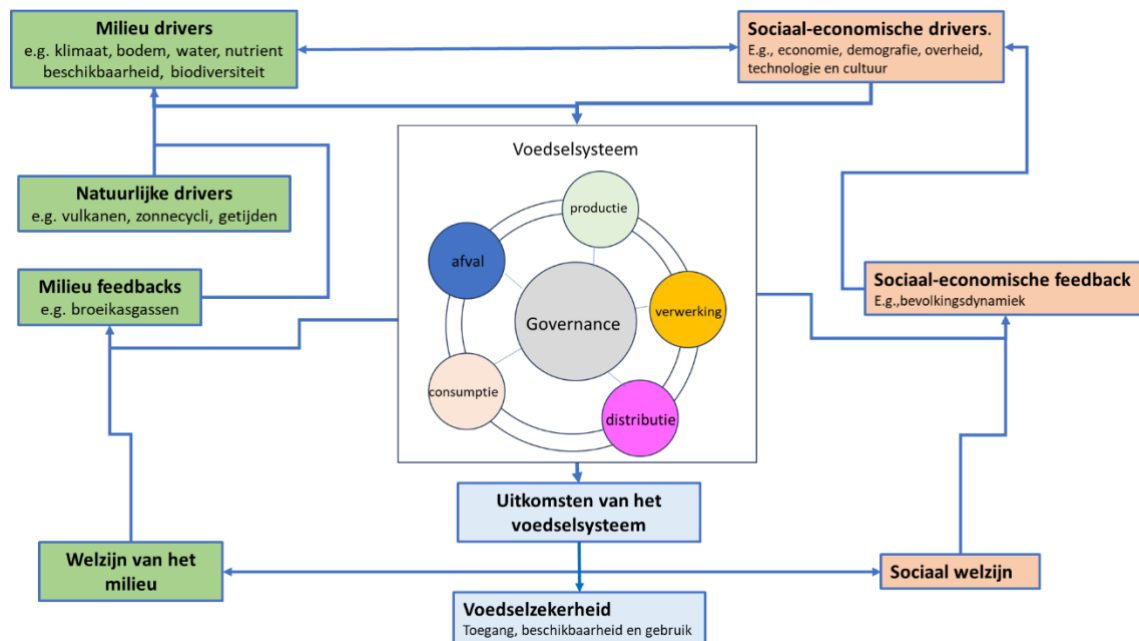 Milieu drivers
e.g. klimaat, bodem, water, nutrient
beschikbaarheid, biodiversiteit
Sociaal-economische drivers.
E.g., economie, demografie, overheid,
technologie en cultuur
Natuurlijke drivers
e.g. vulkanen, zonnecycli, getijden
Milieu feedbacks
e.g. broeikasgassen
Voedselsysteem
productie
afval
Governance
verwerking
consumptie
distributie
Sociaal-economische feedback
E.g.,bevolkingsdynamiek
Uitkomsten van het
voedselsysteem
Welzijn van het
milieu
Sociaal welzijn
Voedselzekerheid
Toegang, beschikbaarheid en gebruik